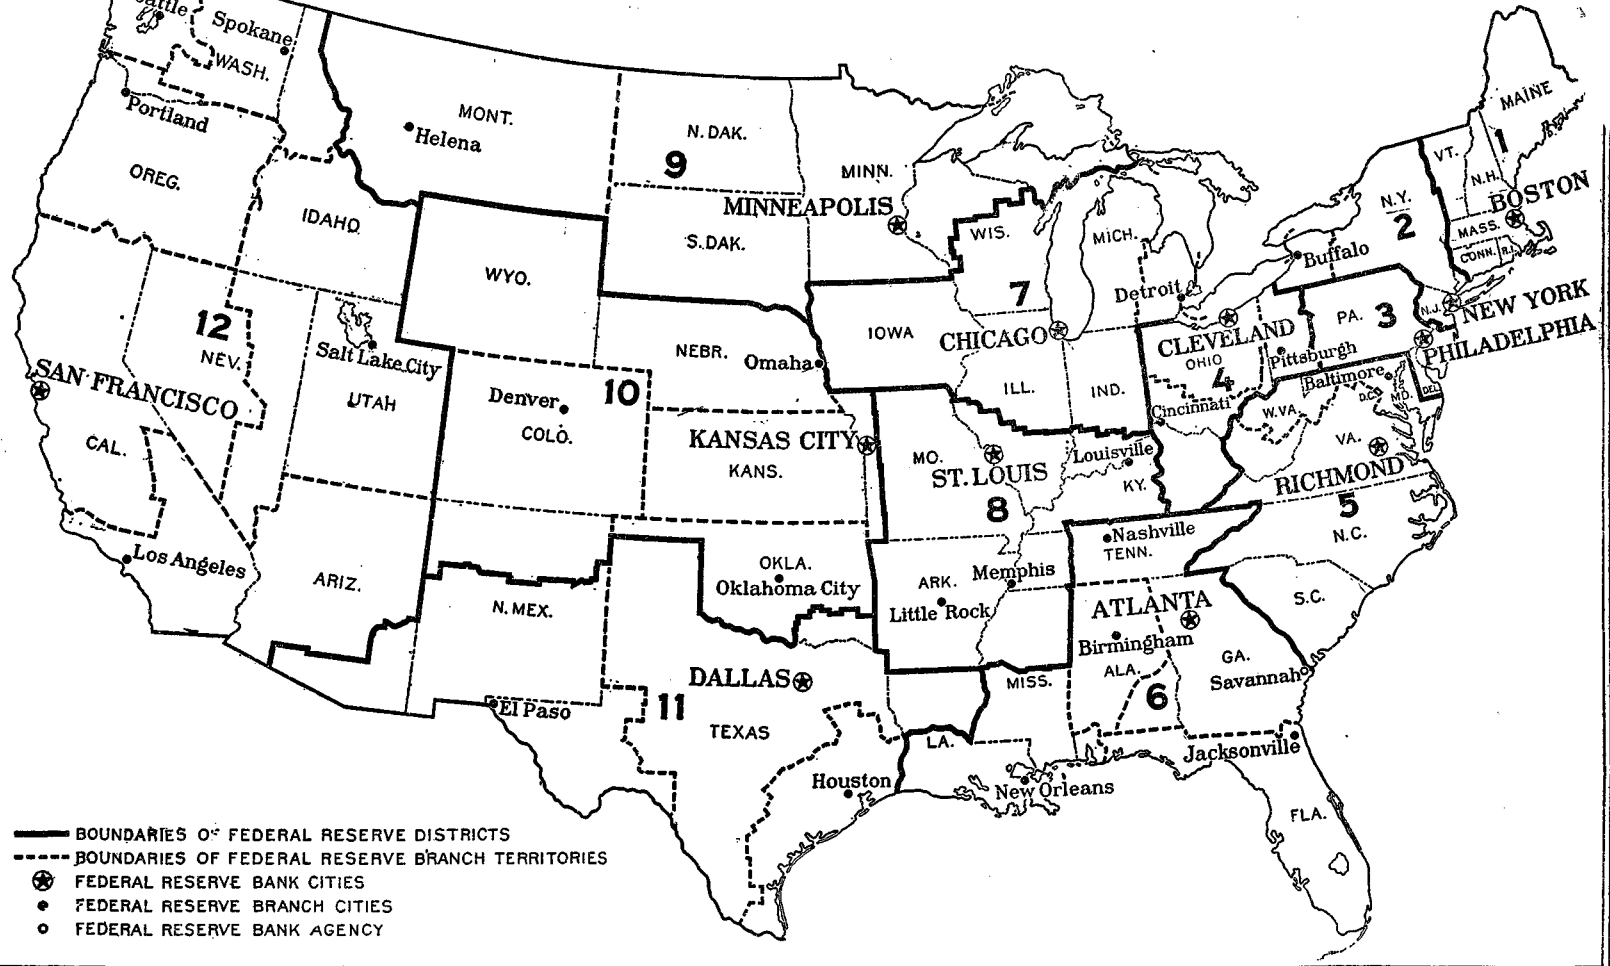 Spokane
WASH.
Portland
OREG.
IDAHO
MONT.
Helena
N. DAK.
9
S. DAK.
MINN.
MINNEAPOLIS
WIS.
MICH.
7
Detroit
CHICAGO
IOWA
ILL.
IND.
WYO.
NEBR.
Omaha
12
NEV.
Salt Lake City
UTAH
SAN FRANCISCO
CAL.
Los Angeles
ARIZ.
10
Denver
COLO.
KANSAS CITY
KANS.
MO.
ST. LOUIS
8
Louisville
KY.
CLEVELAND
OHIO
4
Cincinnati
Pittsburgh
PA.
3
N.J.
NEW YORK
PHILADELPHIA
N.Y.
2
Buffalo
MAINE
1
VT.
N.H.
BOSTON
MASS.
CONN.
R.I.
Baltimore
D.C.
MD.
DEL.
W.VA.
VA.
RICHMOND
5
N.C.
S.C.
Nashville
TENN.
Memphis
ARK.
Little Rock
OKLA.
Oklahoma City
N. MEX.
El Paso
DALLAS
11
TEXAS
Houston
LA.
New Orleans
MISS.
ATLANTA
Birmingham
ALA.
6
GA.
Savannah
Jacksonville
FLA.
BOUNDARIES OF FEDERAL RESERVE DISTRICTS
BOUNDARIES OF FEDERAL RESERVE BRANCH TERRITORIES
FEDERAL RESERVE BANK CITIES
FEDERAL RESERVE BRANCH CITIES
FEDERAL RESERVE BANK AGENCY